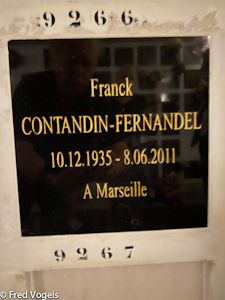 9266
Franck
CONTANDIN-FERNANDEL
10.12.1935 - 8.06.2011
A Marseille
9267
© Fred Vogels